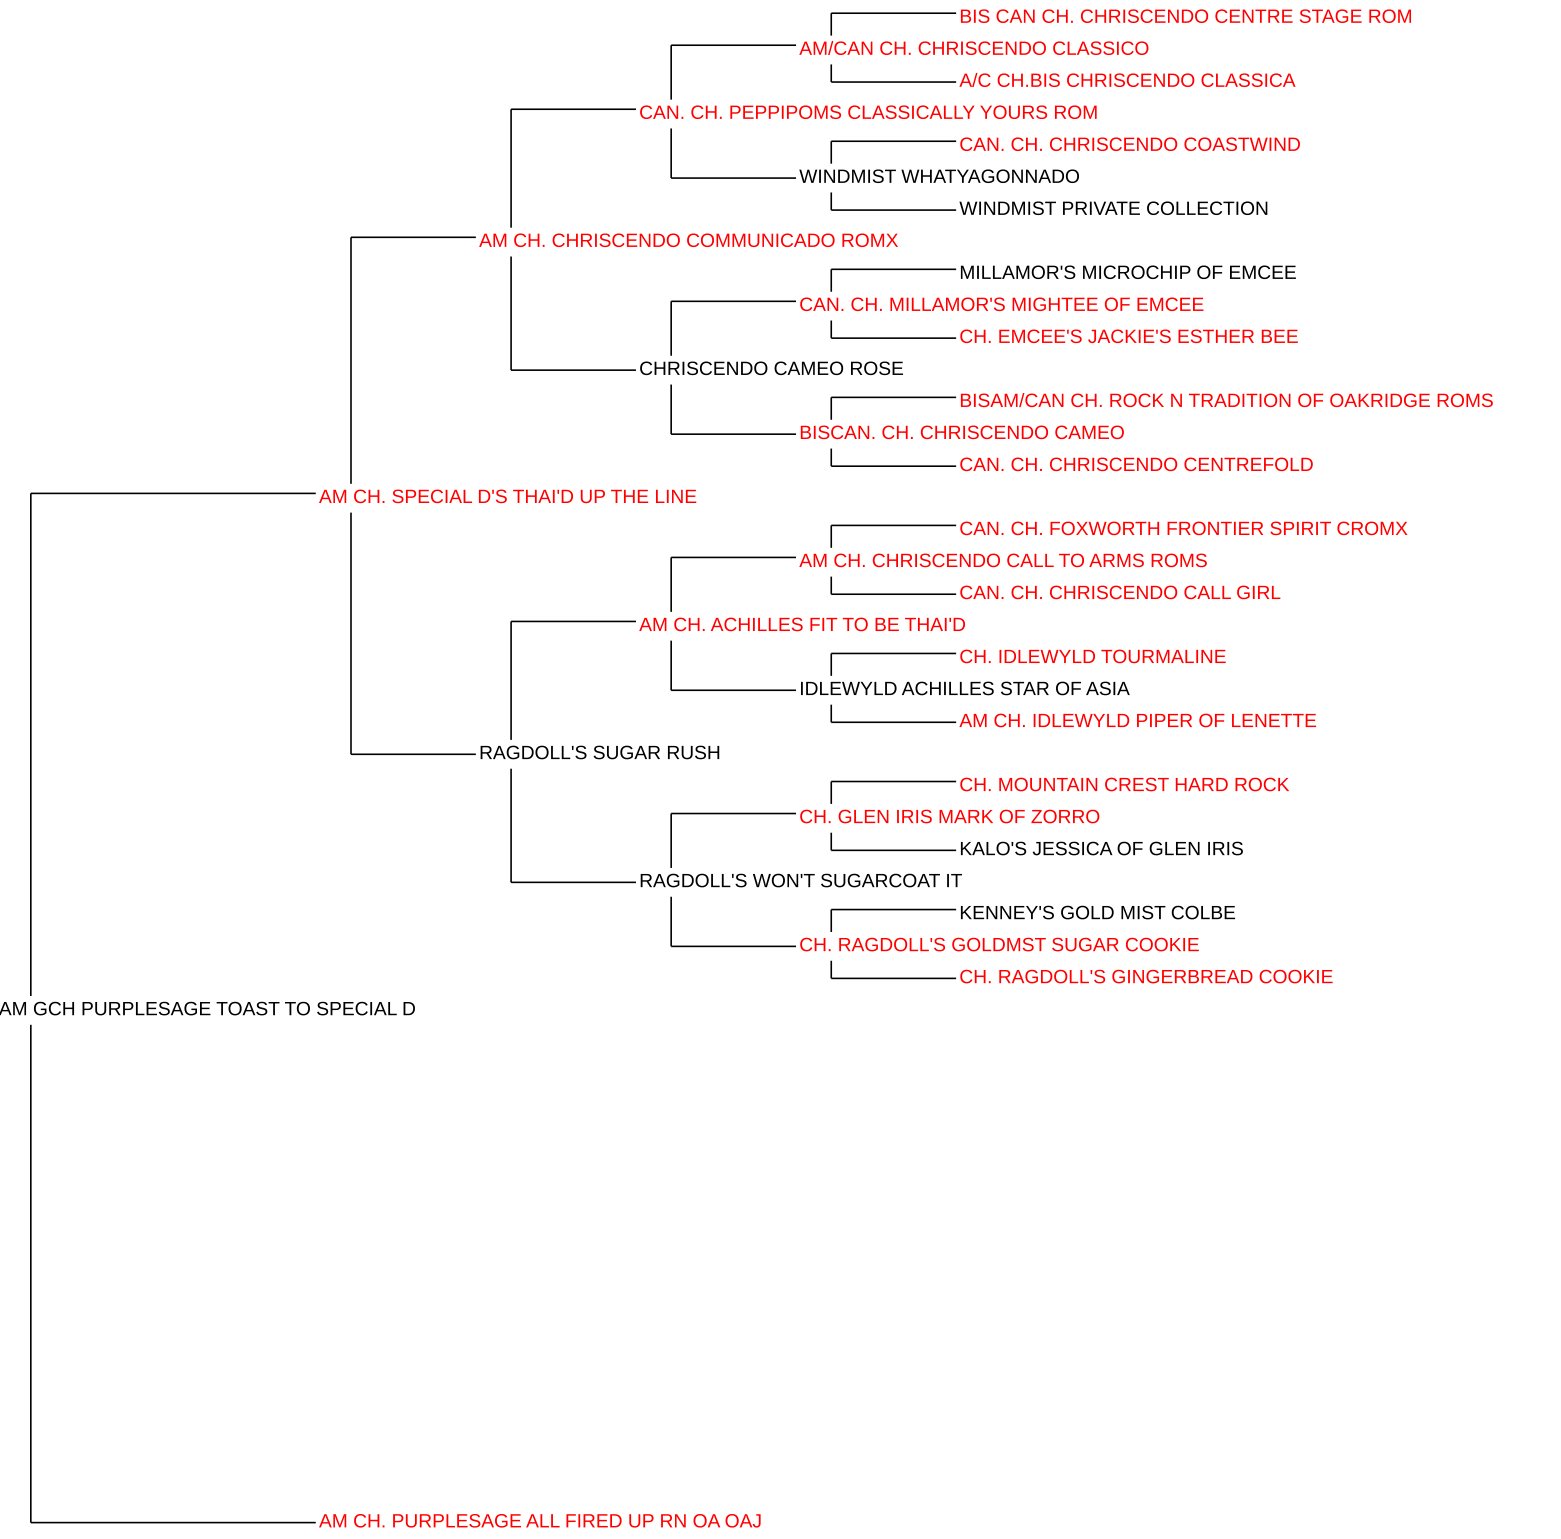 BIS CAN CH. CHRISCENDO CENTRE STAGE ROM
AM/CAN CH. CHRISCENDO CLASSICO
A/C CH.BIS CHRISCENDO CLASSICA
CAN. CH. PEPPIPOMS CLASSICALLY YOURS ROM
CAN. CH. CHRISCENDO COASTWIND
WINDMIST WHATYAGONNADO
WINDMIST PRIVATE COLLECTION
AM CH. CHRISCENDO COMMUNICADO ROMX
MILLAMOR'S MICROCHIP OF EMCEE
CAN. CH. MILLAMOR'S MIGHTEE OF EMCEE
CH. EMCEE'S JACKIE'S ESTHER BEE
CHRISCENDO CAMEO ROSE
BISAM/CAN CH. ROCK N TRADITION OF OAKRIDGE ROMS
BISCAN. CH. CHRISCENDO CAMEO
CAN. CH. CHRISCENDO CENTREFOLD
AM CH. SPECIAL D'S THAI'D UP THE LINE
CAN. CH. FOXWORTH FRONTIER SPIRIT CROMX
AM CH. CHRISCENDO CALL TO ARMS ROMS
CAN. CH. CHRISCENDO CALL GIRL
AM CH. ACHILLES FIT TO BE THAI'D
CH. IDLEWYLD TOURMALINE
IDLEWYLD ACHILLES STAR OF ASIA
AM CH. IDLEWYLD PIPER OF LENETTE
RAGDOLL'S SUGAR RUSH
CH. MOUNTAIN CREST HARD ROCK
CH. GLEN IRIS MARK OF ZORRO
KALO'S JESSICA OF GLEN IRIS
RAGDOLL'S WON'T SUGARCOAT IT
KENNEY'S GOLD MIST COLBE
CH. RAGDOLL'S GOLDMST SUGAR COOKIE
CH. RAGDOLL'S GINGERBREAD COOKIE
AM GCH PURPLESAGE TOAST TO SPECIAL D
AM CH. PURPLESAGE ALL FIRED UP RN OA OAJ